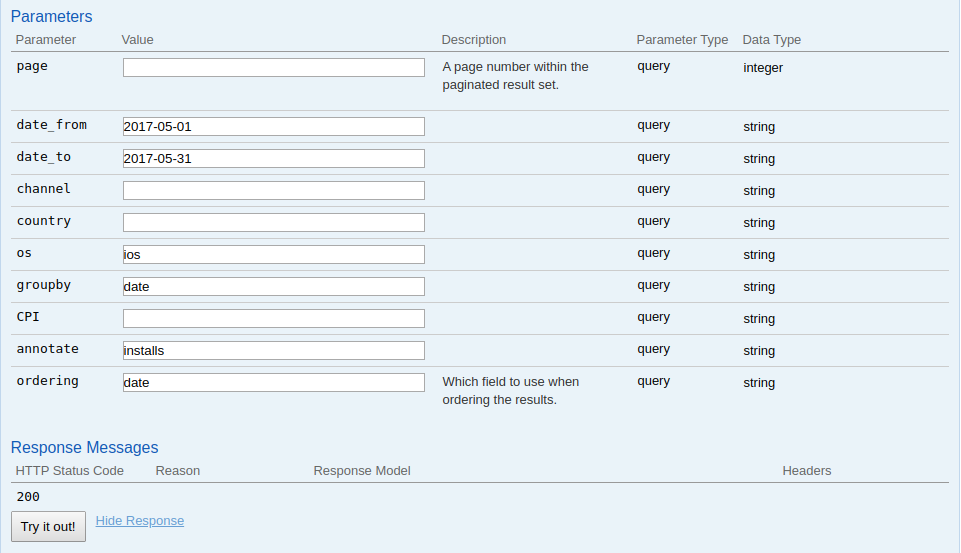 Parameters
Parameter Value Description Parameter Type Data Type
page A page number within the query integer
paginated result set.
date_from 2017-05-01 query string
date_to 2017-05-31 query string
channel query string
country query string
os ios query string
groupby date query string
CPI query string
annotate installs query string
ordering date Which field to use when query string
ordering the results.
Response Messages
HTTP Status Code Reason Response Model Headers
200
Try it out! Hide Response